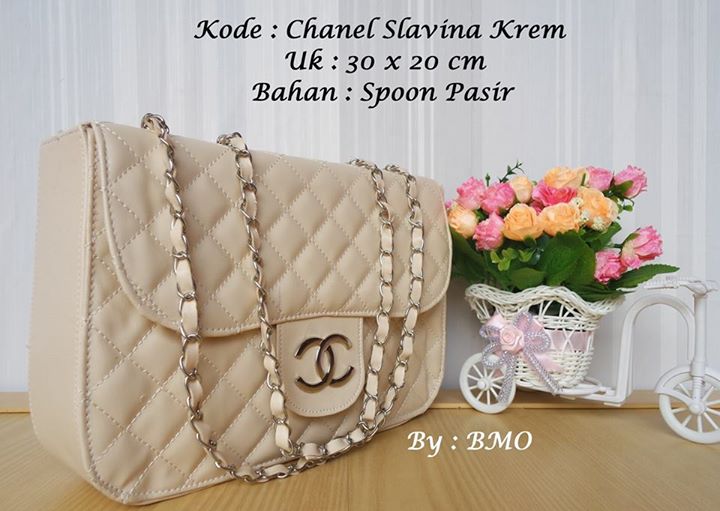 Kode : Chanel Slavina Krem
Uk : 30 x 20 cm
Bahan : Spoon Pasir
By : BMO